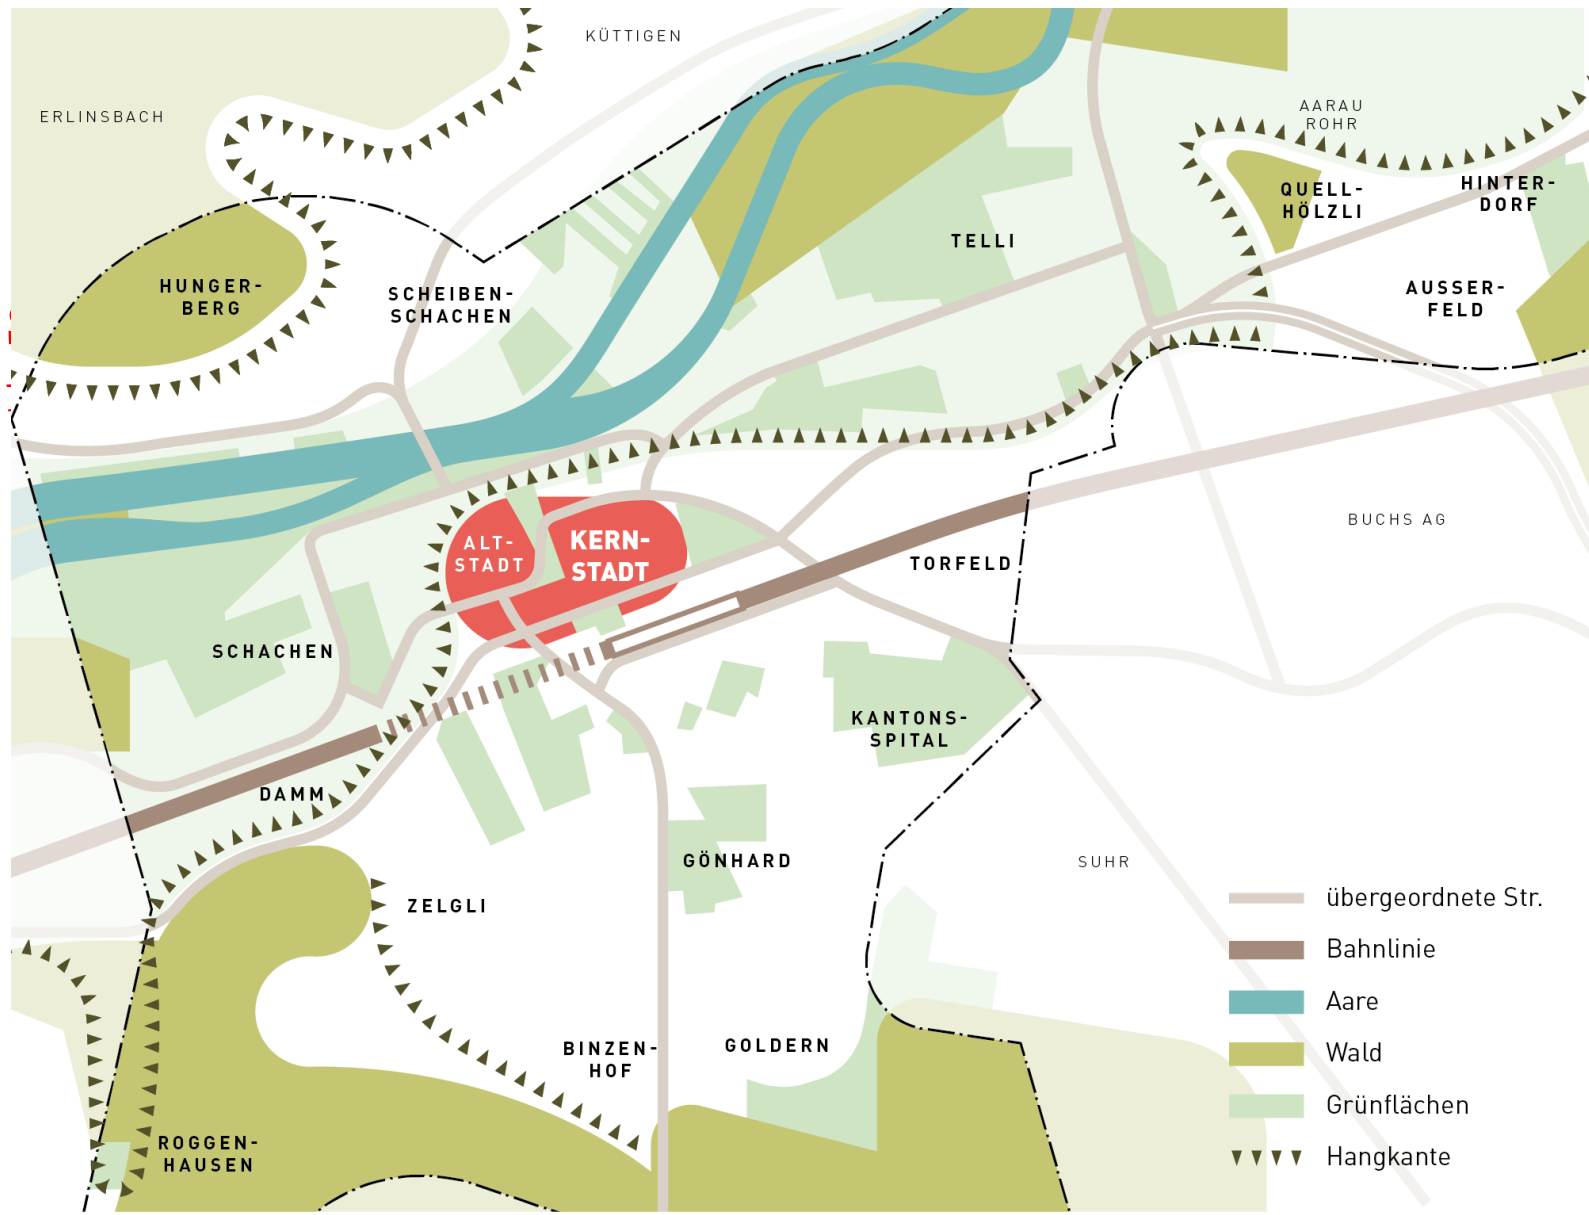 KÜTTIGEN
ERLINSBACH
AARAU
ROHR
QUELL-
HÖLZLI
HINTER-
DORF
TELLI
HUNGER-
BERG
SCHEIBEN-
SCHACHEN
AUSSER-
FELD
BUCHS AG
ALT-
STADT
KERN-
STADT
TORFELD
SCHACHEN
KANTONS-
SPITAL
DAMM
GÖNHARD
SUHR
ZELGLI
BINZEN-
HOF
GOLDERN
ROGGEN-
HAUSEN
übergeordnete Str.
Bahnlinie
Aare
Wald
Grünflächen
Hangkante